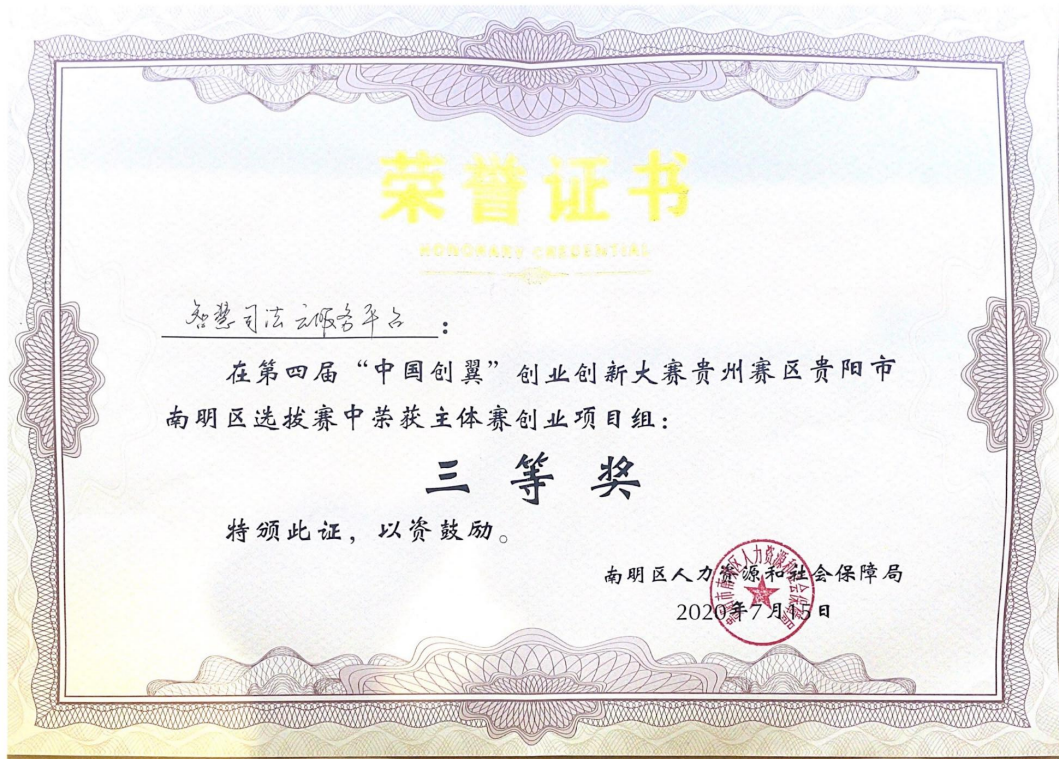 荣誉证书
HONORARY CREDENTIAL
智慧司法云服务平台：
在第四届“中国创翼”创业创新大赛贵州赛区贵阳市
南明区选拔赛中荣获主体赛创业项目组：
三等奖
特颁此证，以资鼓励。
南明区人力资源和社会保障局
2020年7月15日